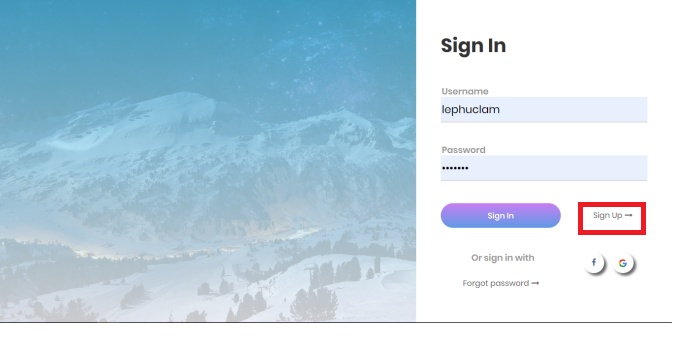 Sign In
Username
lephuclam
Password
•••••••
Sign In
Sign Up →
Or sign in with
f
G
Forgot password →